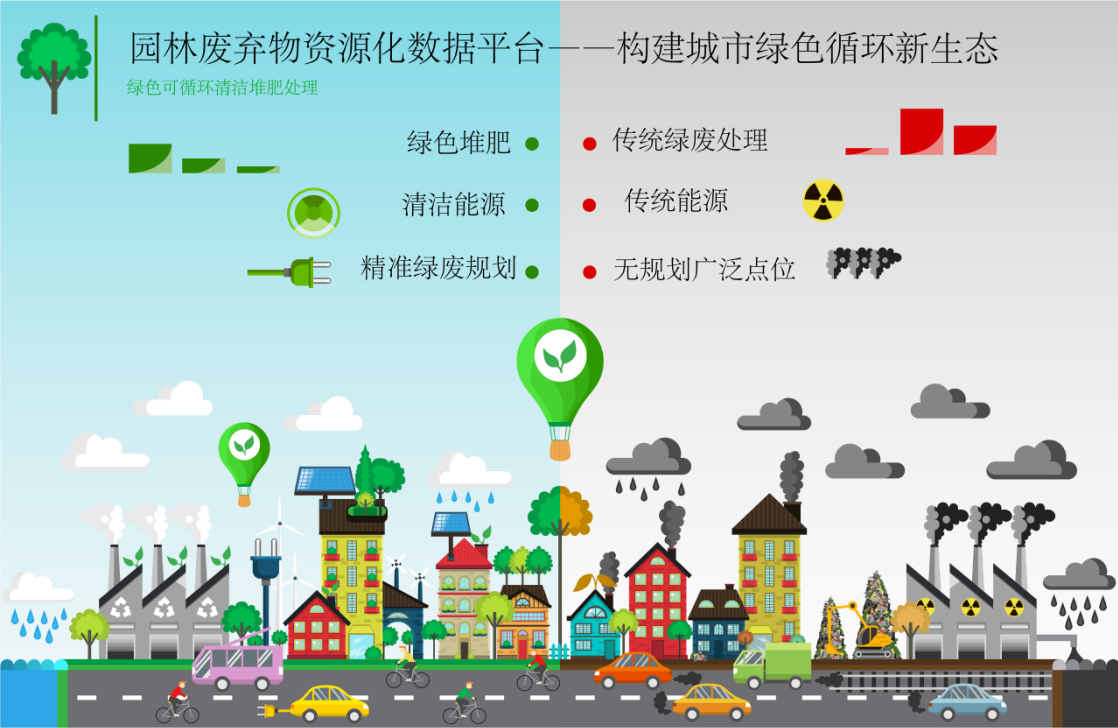 园林废弃物资源化数据平台——构建城市绿色循环新生态
绿色可循环清洁堆肥处理
绿色堆肥
传统绿废处理
清洁能源
传统能源
精准绿废规划
无规划广泛点位